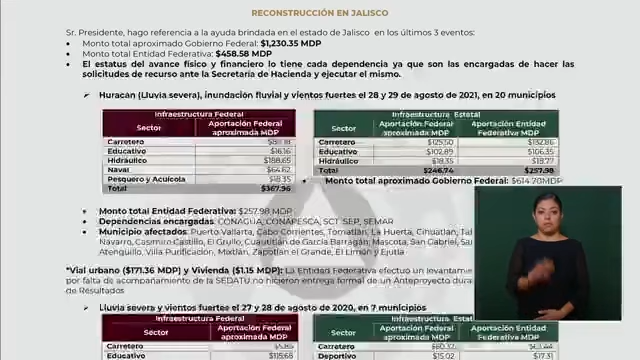 RECONSTRUCCIÓN EN JALISCO
Sr. Presidente, hago referencia a la ayuda brindada en el estado de Jalisco en los últimos 3 eventos:
• Monto total aproximado Gobierno Federal: $1,230.35 MDP
• Monto total Entidad Federativa: $458.58 MDP
• El estatus del avance físico y financiero lo tiene cada dependencia ya que son las encargadas de hacer las
solicitudes de recurso ante la Secretaría de Hacienda y ejecutar el mismo.
➢ Huracán (Lluvia severa), inundación fluvial y vientos fuertes el 28 y 29 de agosto de 2021, en 20 municipios
Infraestructura Federal
Sector Aportación Federal aproximada MDP
Carretero
Educativo $16.16
Hidráulico $188.65
Naval $64.62
Pesquero y Acuícola $18.35
Total $367.96
Infraestructura Estatal
Sector Aportación Federal aproximada MDP Aportación Entidad Federativa MDP
Carretero $125.50 $132.86
Educativo $102.89 $106.35
Hidráulico $18.35 $18.77
Total $246.74 $257.98
• Monto total aproximado Gobierno Federal: $614.70MDP
• Monto total Entidad Federativa: $257.98 MDP
• Dependencias encargadas: CONAGUA, CONAPESCA, SCT, SEP, SEMAR
• Municipio afectados: Puerto Vallarta, Cabo Corrientes, Tomatlán, La Huerta, Cihuatlán, Tal
Navarro, Casimiro Castillo, El Gryllo, Cuautitlán de García Barragán; Mascota, San Gabriel, Sa
Atenguillo, Villa Purificación, Mixtlán, Zapotlan el Grande, El Limón y Ejutla
*Vial urbano ($171.36 MDP) y Vivienda ($1.15 MDP): La Entidad Federativa efectuo un levantamie
por falta de acompañamiento de la SEDATU no hicieron entrega formal de un Anteproyecto dura
de Resultados
➢ Lluvia severa y vientos fuertes el 27 y 28 de agosto de 2020, en 7 municipios
Infraestructura Federal
Sector Aportación Federal aproximada MDP
Carretero
Educativo $115.68
Infraestructura Estatal
Sector Aportación Federal aproximada MDP Aportación Entidad Federativa MDP
Carretero
Deportivo $15.02 $17.31